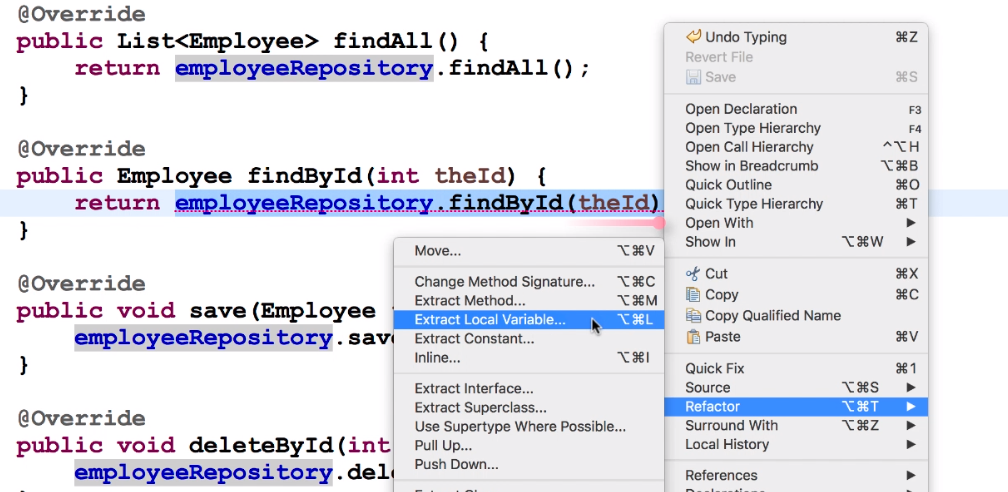 @Override
public List<Employee> findAll() {
return employeeRepository.findAll();
}
@Override
public Employee findById(int theId) {
return employeeRepository.findById(theId)
}
@Override
public void save(Employee
employeeRepository.save
}
@Override
public void deleteById(int
employeeRepository.dele
Undo Typing ⌘Z
Revert File
Save ⌘S
Open Declaration F3
Open Type Hierarchy F4
Open Call Hierarchy ^⌥H
Show in Breadcrumb ⌥⌘B
Quick Outline ⌘O
Quick Type Hierarchy ⌘T
Open With ▶
Show In ⌥⌘W ▶
Cut ⌘X
Copy ⌘C
Copy Qualified Name
Paste ⌘V
Quick Fix ⌘1
Source ⌥⌘S ▶
Refactor ⌥⌘T ▶
Surround With ⌥⌘Z ▶
Local History ▶
References ▶
Move... ⌥⌘V
Change Method Signature... ⌥⌘C
Extract Method... ⌥⌘M
Extract Local Variable... ⌥⌘L
Extract Constant...
Inline... ⌥⌘I
Extract Interface...
Extract Superclass...
Use Supertype Where Possible...
Pull Up...
Push Down...